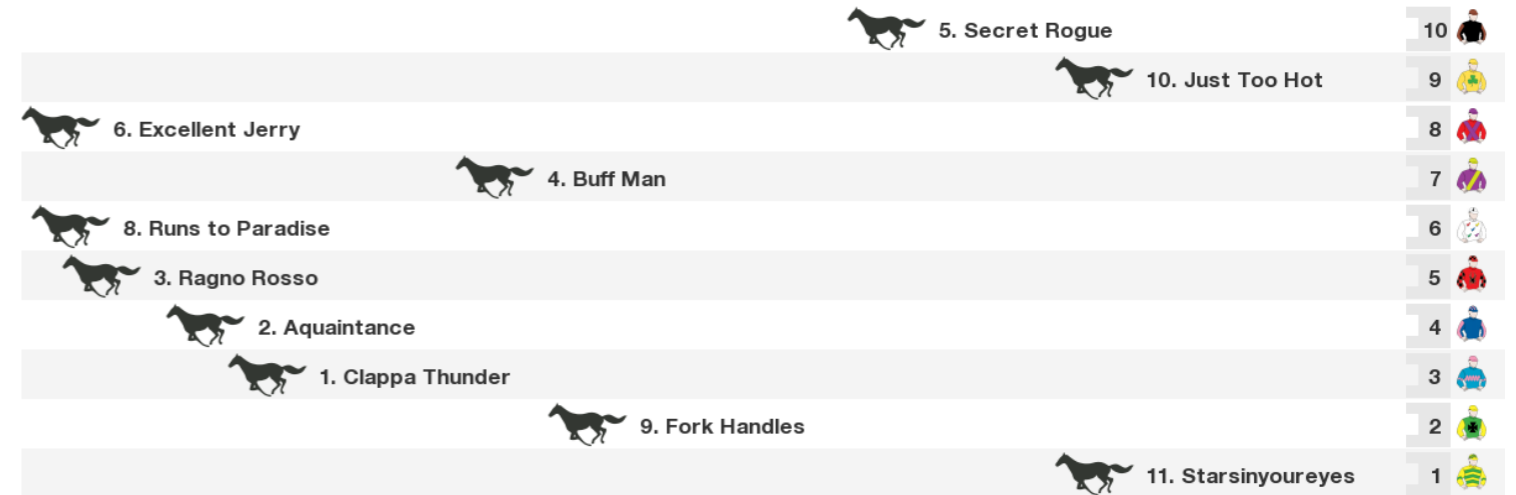 5. Secret Rogue 10
10. Just Too Hot 9
6. Excellent Jerry 8
4. Buff Man 7
8. Runs to Paradise 6
3. Ragno Rosso 5
2. Aquaintance 4
1. Clappa Thunder 3
9. Fork Handles 2
11. Starsinyoureyes 1